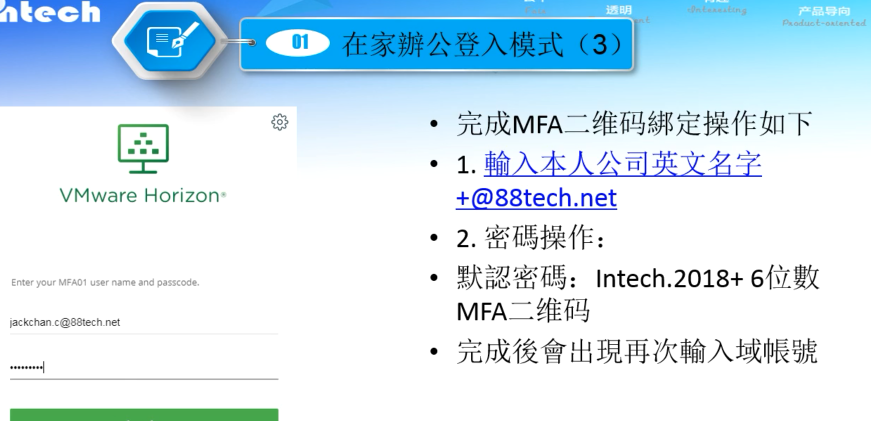 ntech
透明
Interesting
产品导向
Product-oriented
01 在家辦公登入模式（3）
VMware Horizon®
Enter your MFA01 user name and passcode.
jackchan.c@88tech.net
•••••••••
• 完成MFA二维码綁定操作如下
• 1. 輸入本人公司英文名字
+@88tech.net
• 2. 密碼操作：
• 默認密碼：Intech.2018+ 6位數
MFA二维码
• 完成後會出現再次輸入域帳號